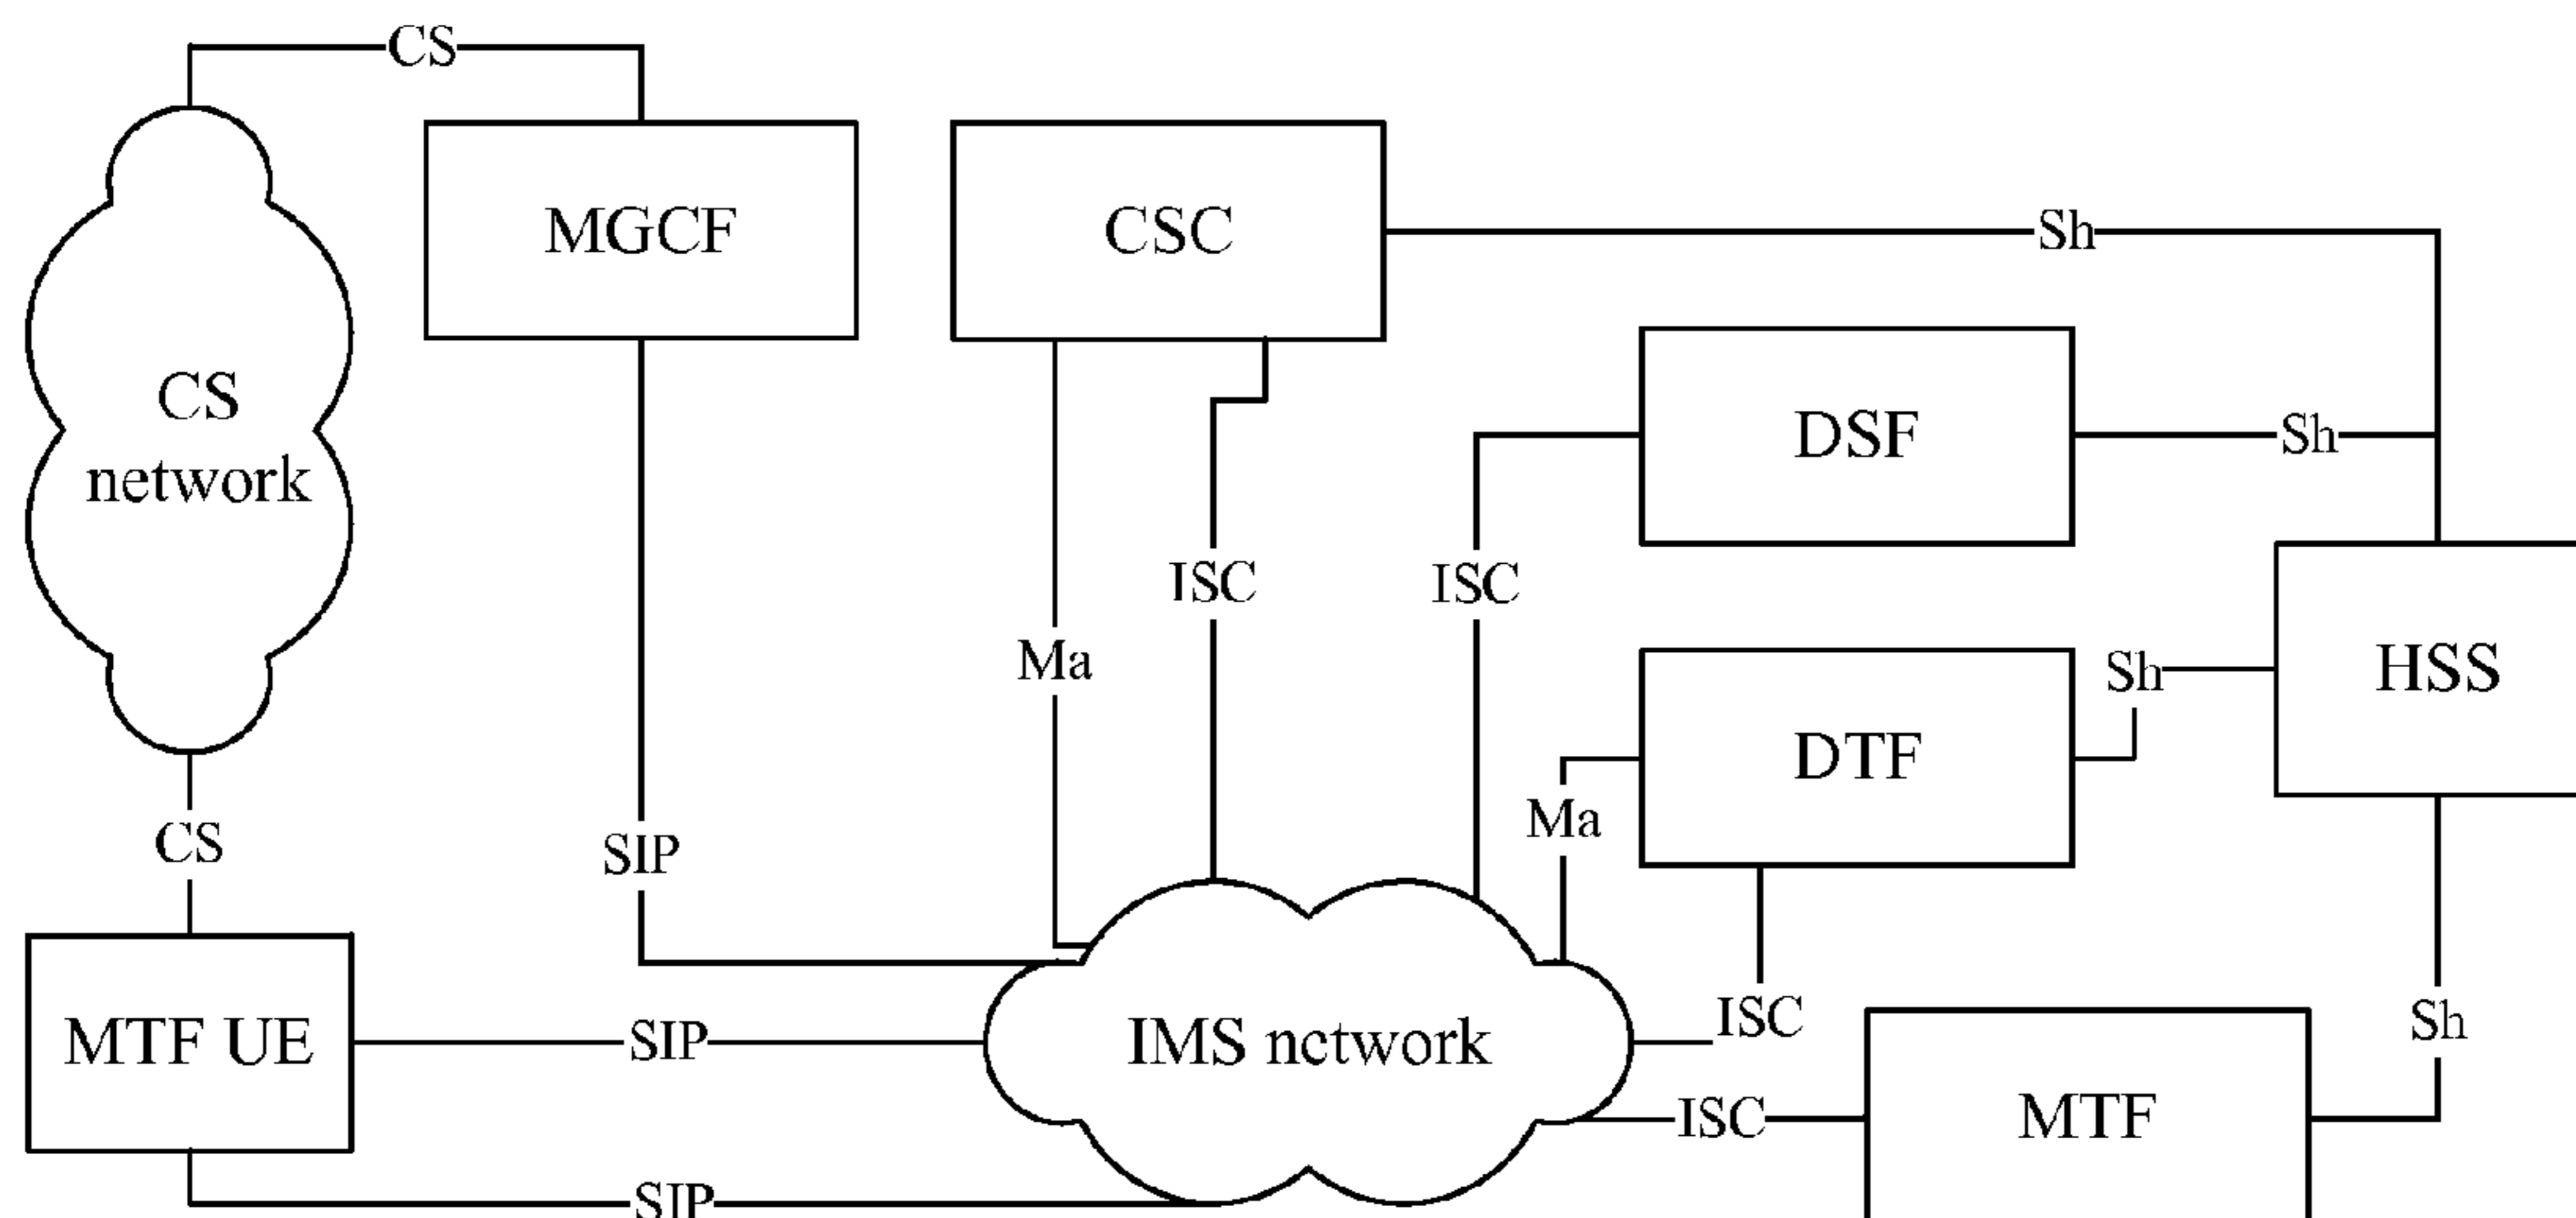 CS
MGCF
CSC
Sh
CS
network
DSF
Sh
ISC
ISC
Ma
Sh
HSS
DTF
Ma
CS
SIP
MTF UE
SIP
IMS nctwork
ISC
Sh
ISC
MTF
SIP